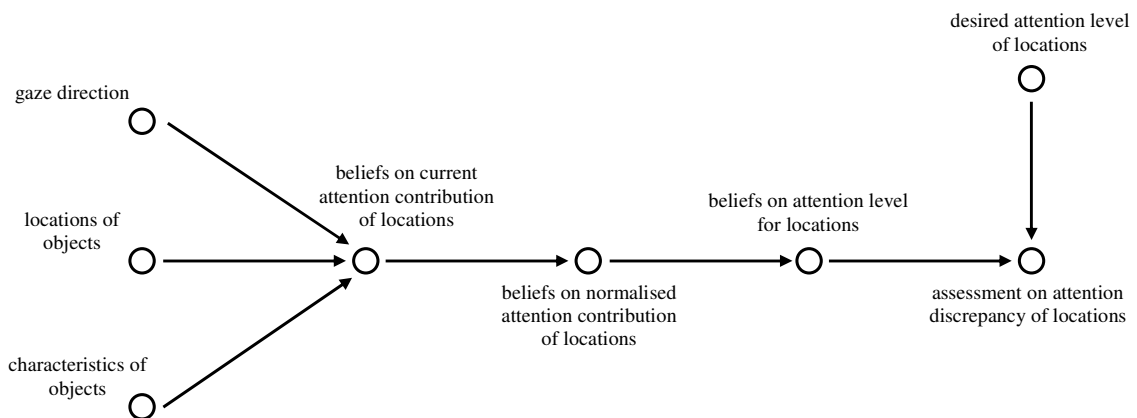 desired attention level
of locations
gaze direction
beliefs on current
attention contribution
of locations
locations of
objects
beliefs on attention level
for locations
beliefs on normalised
attention contribution
of locations
assessment on attention
discrepancy of locations
characteristics of
objects